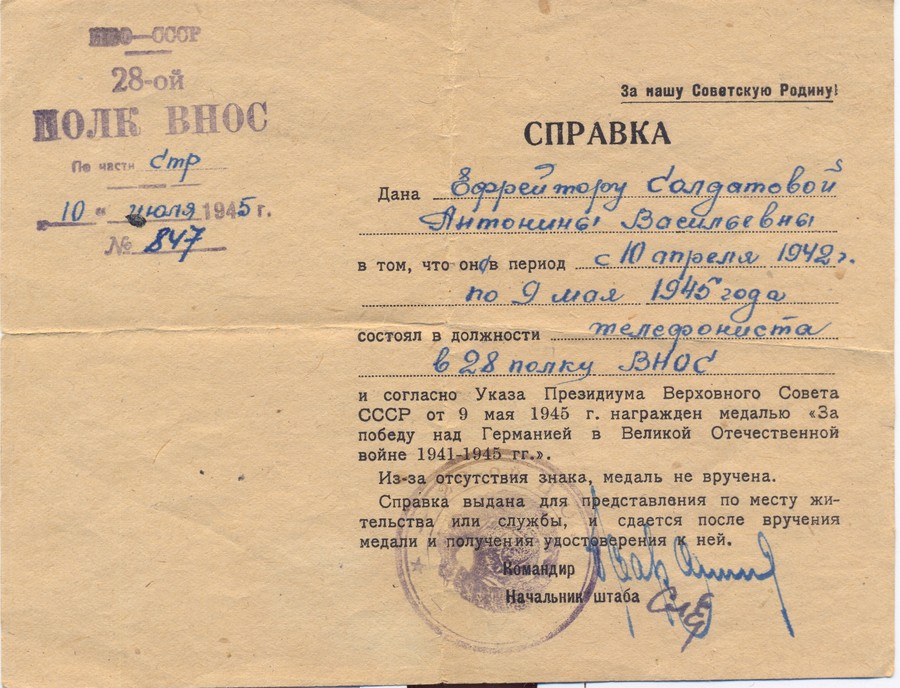 ПВО—СССР
28-ой
ПОЛК ВНОС
По части Стр
„10“ июля 1945 г.
№ 847
За нашу Советскую Родину!
СПРАВКА
Дана Ефрейтору Солдатовой
Антонины Васильевны
в том, что она в период с 10 апреля 1942 г.
по 9 мая 1945 года
состоял в должности телефониста
в 28 полку ВНОС
и согласно Указа Президиума Верховного Совета
СССР от 9 мая 1945 г. награжден медалью «За
победу над Германией в Великой Отечественной
войне 1941-1945 гг.».
Из-за отсутствия знака, медаль не вручена.
Справка выдана для представления по месту жи-
тельства или службы, и сдается после вручения
медали и получения удостоверения к ней.
Командир
Начальник штаба